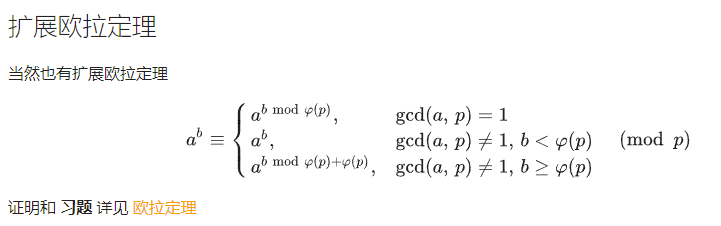 扩展欧拉定理
当然也有扩展欧拉定理
a^b ≡ { a^{b mod φ(p)}, gcd(a, p) = 1
a^b, gcd(a, p) ≠ 1, b < φ(p) (mod p)
a^{b mod φ(p)+φ(p)}, gcd(a, p) ≠ 1, b ≥ φ(p)
证明和 习题 详见 欧拉定理